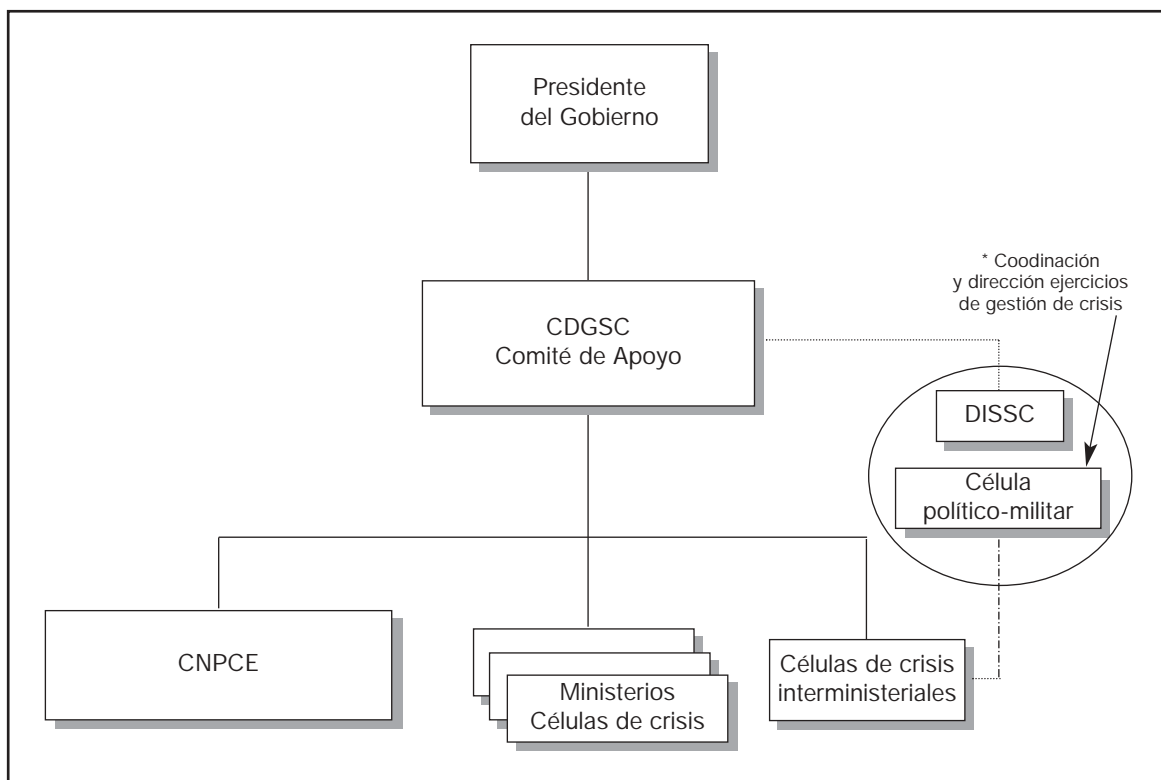 Presidente
del Gobierno
* Coodinación
y dirección ejercicios
de gestión de crisis
CDGSC
Comité de Apoyo
DISSC
Célula
político-militar
CNPCE
Ministerios
Células de crisis
Células de crisis
interministeriales